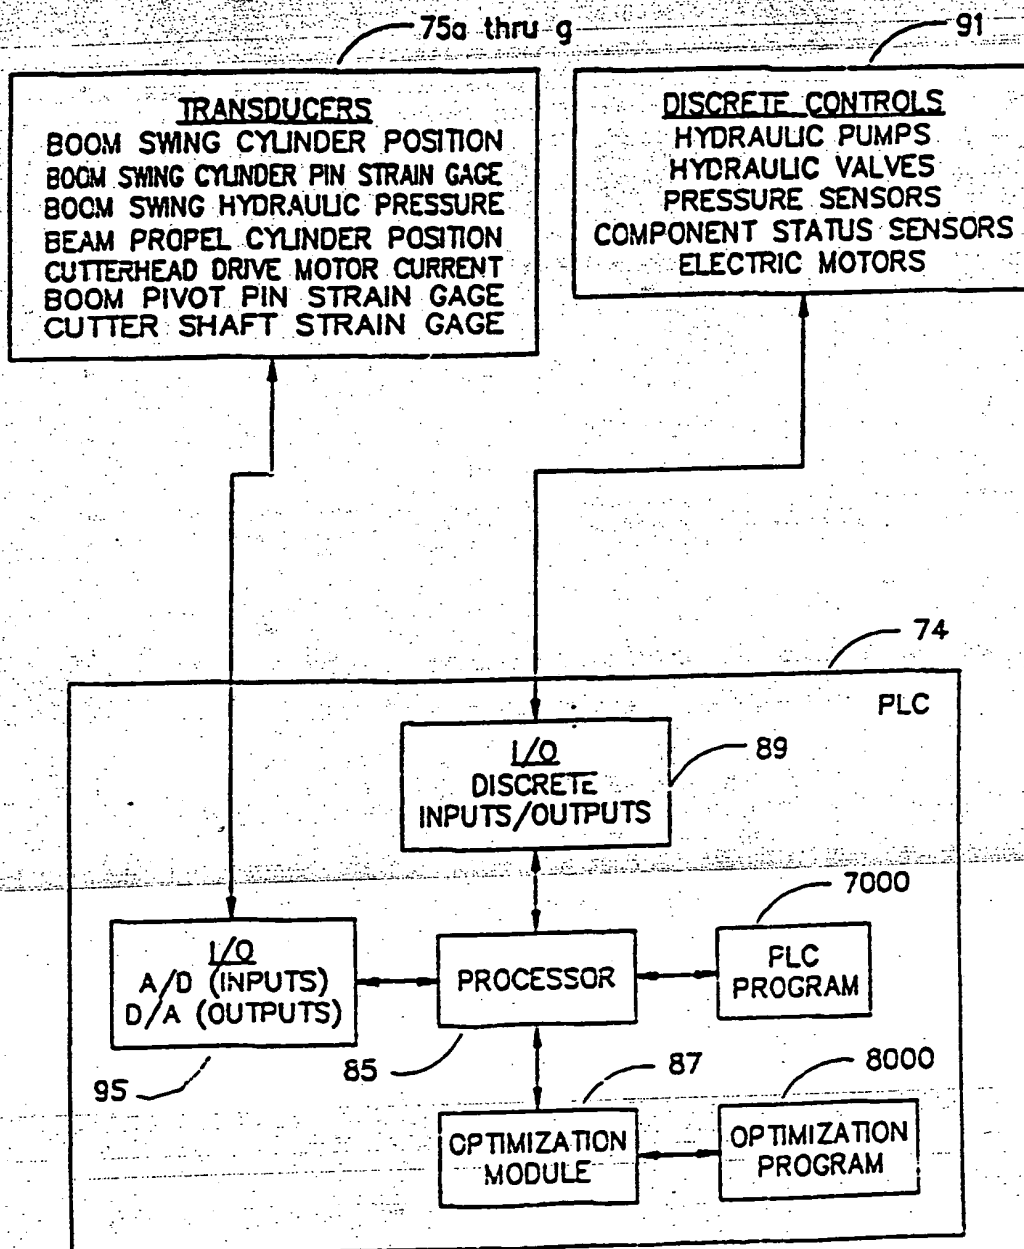 75a thru g
91
TRANSDUCERS
BOOM SWING CYLINDER POSITION
BOOM SWING CYLINDER PIN STRAIN GAGE
BOOM SWING HYDRAULIC PRESSURE
BEAM PROPEL CYLINDER POSITION
CUTTERHEAD DRIVE MOTOR CURRENT
BOOM PIVOT PIN STRAIN GAGE
CUTTER SHAFT STRAIN GAGE
DISCRETE CONTROLS
HYDRAULIC PUMPS
HYDRAULIC VALVES
PRESSURE SENSORS
COMPONENT STATUS SENSORS
ELECTRIC MOTORS
74
PLC
I/O
DISCRETE
INPUTS/OUTPUTS
89
7000
I/O
A/D (INPUTS)
D/A (OUTPUTS)
PROCESSOR
PLC
PROGRAM
95
85
87
8000
OPTIMIZATION
MODULE
OPTIMIZATION
PROGRAM